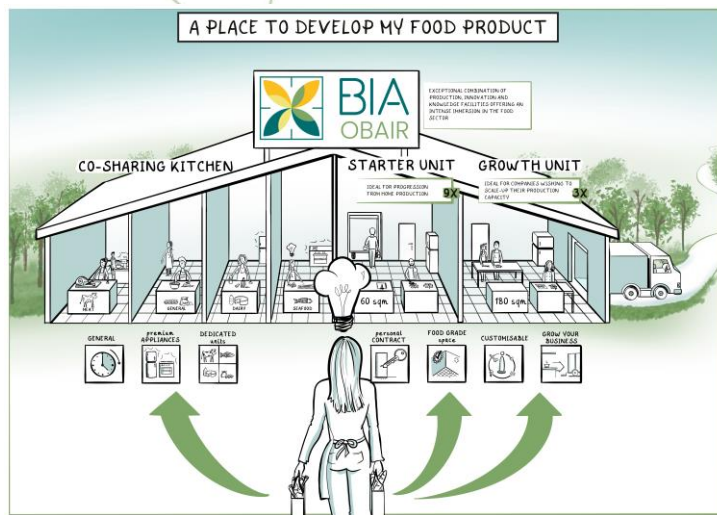 A PLACE TO DEVELOP MY FOOD PRODUCT
BIA
OBAIR
EXCEPTIONAL COMBINATION OF
PRODUCTION, INNOVATION AND
KNOWLEDGE FACILITIES OFFERING AN
INTENSE IMMERSION IN THE FOOD
SECTOR
CO-SHARING KITCHEN
STARTER UNIT
IDEAL FOR PROGRESSION
FROM HOME PRODUCTION
9X
GROWTH UNIT
IDEAL FOR COMPANIES WISHING TO
SCALE-UP THEIR PRODUCTION
CAPACITY
3X
MEAT
GENERAL
DAIRY
SEAFOOD
60 sqm
180 sqm
GENERAL
premium
APPLIANCES
DEDICATED
units
personal
CONTRACT
FOOD GRADE
space
CUSTOMISABLE
GROW YOUR
BUSINESS